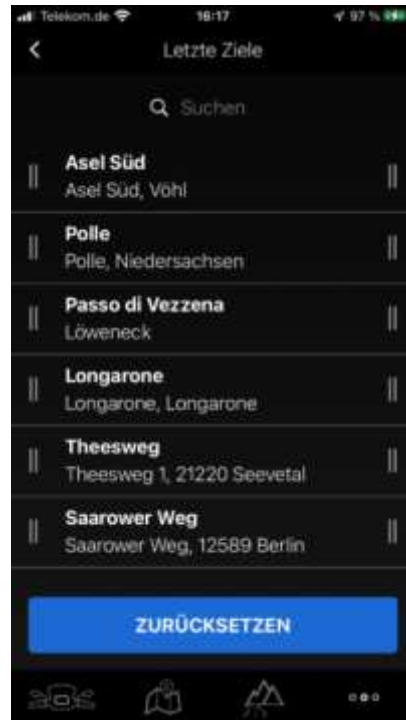 Telekom.de 16:17 97 %
Letzte Ziele
Suchen
Asel Süd
Asel Süd, Vöhl
Polle
Polle, Niedersachsen
Passo di Vezzena
Löweneck
Longarone
Longarone, Longarone
Theesweg
Theesweg 1, 21220 Seevetal
Saarower Weg
Saarower Weg, 12589 Berlin
ZURÜCKSETZEN